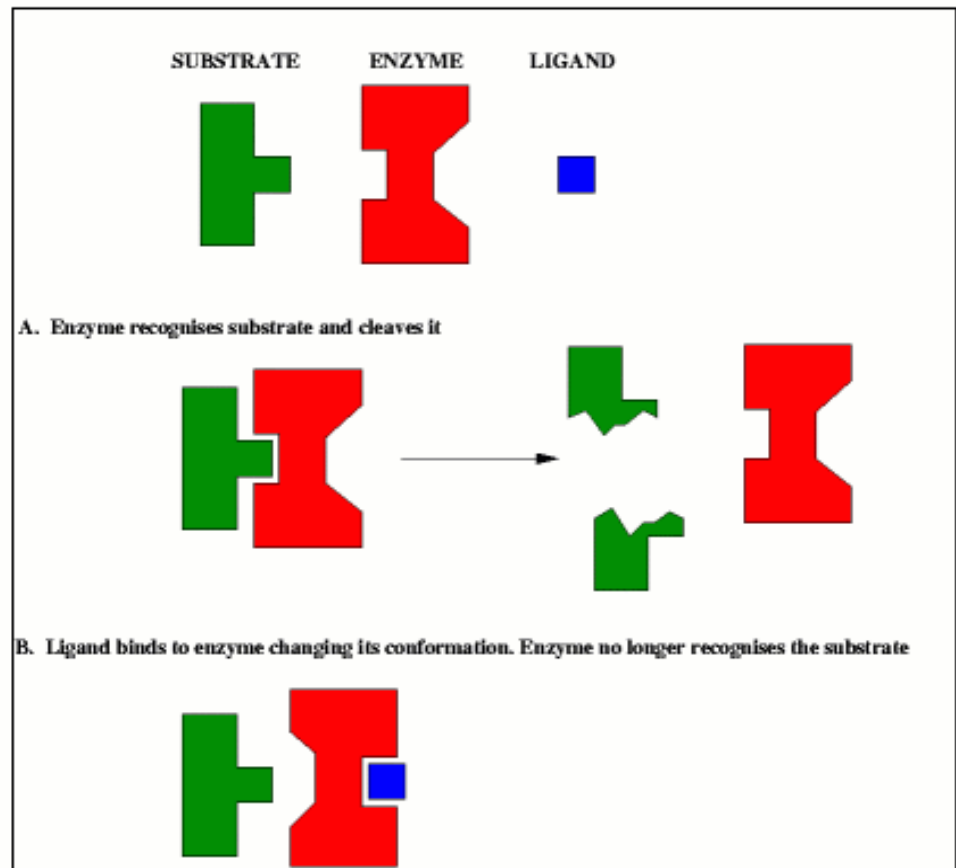 SUBSTRATE ENZYME LIGAND
A. Enzyme recognises substrate and cleaves it
B. Ligand binds to enzyme changing its conformation. Enzyme no longer recognises the substrate